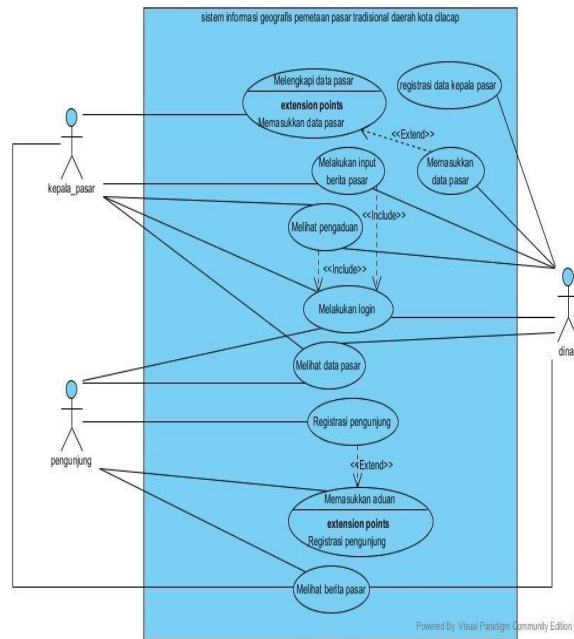 sistem informasi geografis pemetaan pasar tradisional daerah kota cilacap
Melengkapi data pasar
extension points
Memasukkan data pasar
registrasi data kepala pasar
<<Extend>>
Melakukan input
berita pasar
Memasukkan
data pasar
kepala_pasar
<<Include>>
Melihat pengaduan
<<Include>>
Melakukan login
dina
Melihat data pasar
Registrasi pengunjung
pengunjung
<<Extend>>
Memasukkan aduan
extension points
Registrasi pengunjung
Melihat berita pasar
Powered By Visual Paradigm Community Edition